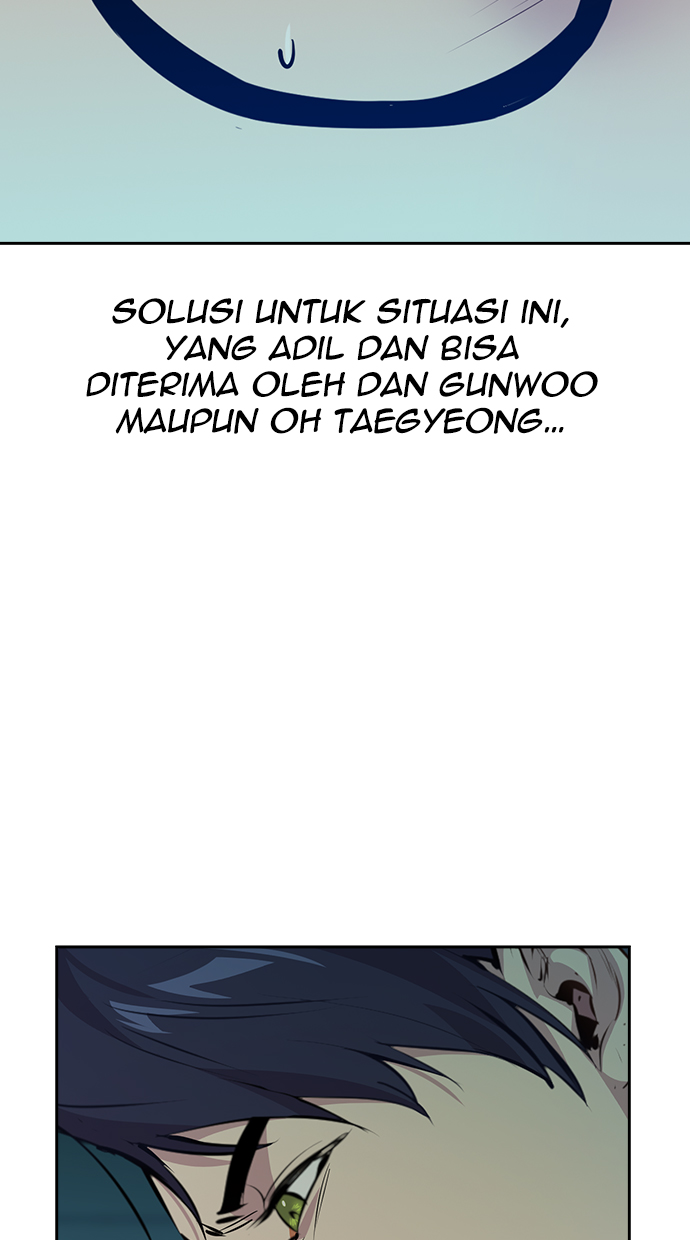 SOLUSI UNTUK SITUASI INI,
YANG ADIL DAN BISA
DITERIMA OLEH DAN GUNWOO
MAUPUN OH TAEGYEONG...